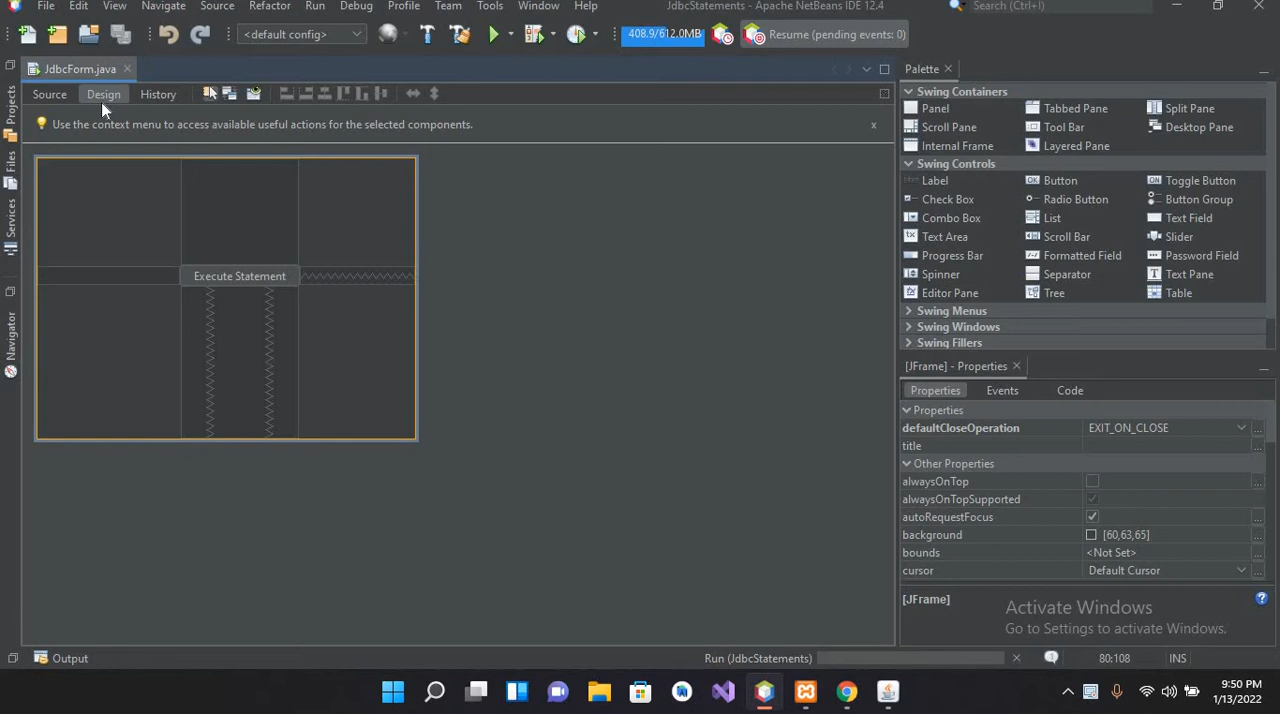 File Edit View Navigate Source Refactor Run Debug Profile Team Tools Window Help
JdbcStatements - Apache NetBeans IDE 12.4
Search (Ctrl+I)
<default config>
408.9/612.0MB
Resume (pending events: 0)
JdbcForm.java
Source Design History
Use the context menu to access available useful actions for the selected components.
x
Execute Statement
Projects
Files
Services
Navigator
Palette
Swing Containers
Panel Tabbed Pane Split Pane
Scroll Pane Tool Bar Desktop Pane
Internal Frame Layered Pane
Swing Controls
Label Button Toggle Button
Check Box Radio Button Button Group
Combo Box List Text Field
Text Area Scroll Bar Slider
Progress Bar Formatted Field Password Field
Spinner Separator Text Pane
Editor Pane Tree Table
Swing Menus
Swing Windows
Swing Fillers
[JFrame] - Properties
Properties Events Code
Properties
defaultCloseOperation EXIT_ON_CLOSE
title
Other Properties
alwaysOnTop
alwaysOnTopSupported
autoRequestFocus
background [60,63,65]
bounds <Not Set>
cursor Default Cursor
[JFrame]
Activate Windows
Go to Settings to activate Windows.
Output
Run (JdbcStatements)
80:108 INS
9:50 PM
1/13/2022